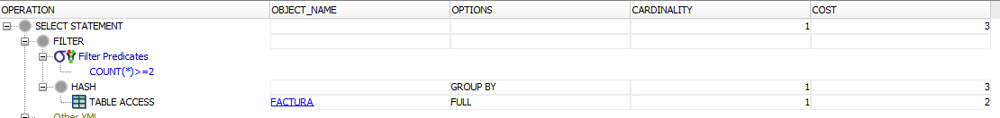 OPERATION OBJECT_NAME OPTIONS CARDINALITY COST
SELECT STATEMENT 1 3
FILTER
Filter Predicates
COUNT(*)>=2
HASH GROUP BY 1 3
TABLE ACCESS FACTURA FULL 1 2
Other XML